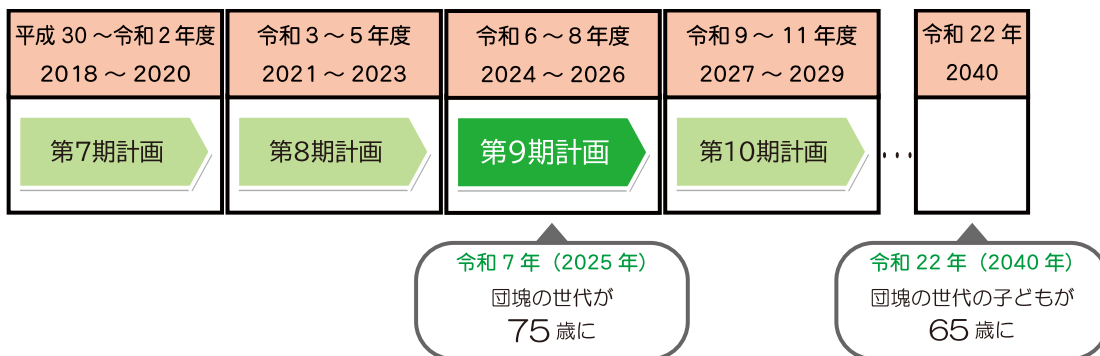 平成 30 ～令和 2 年度
2018 ～ 2020
令和 3 ～ 5 年度
2021 ～ 2023
令和 6 ～ 8 年度
2024 ～ 2026
令和 9 ～ 11 年度
2027 ～ 2029
令和 22 年
2040
第7期計画
第8期計画
第9期計画
第10期計画
…
令和 7 年（2025 年）
団塊の世代が
75 歳に
令和 22 年（2040 年）
団塊の世代の子どもが
65 歳に